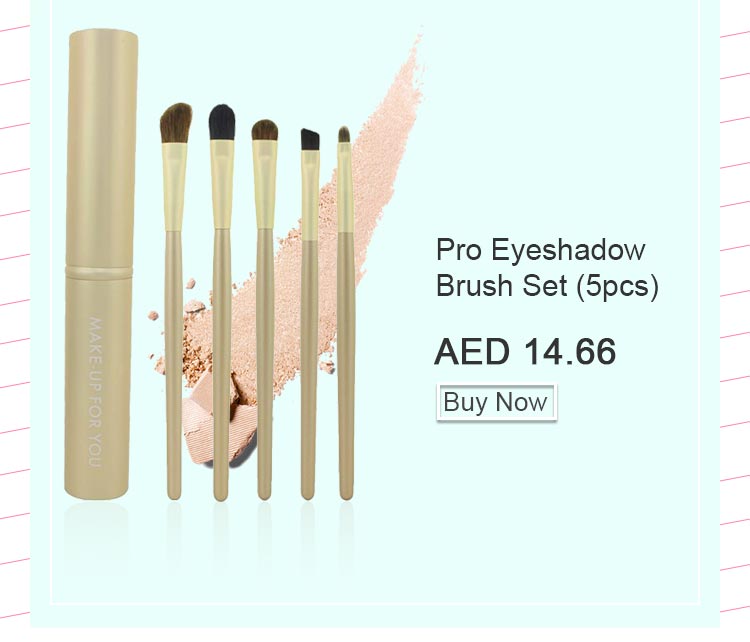 MAKE-UP FOR YOU
Pro Eyeshadow
Brush Set (5pcs)
AED 14.66
Buy Now